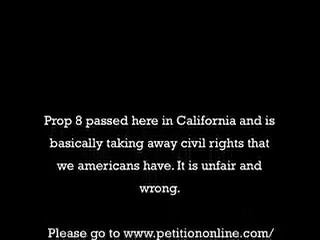 Prop 8 passed here in California and is
basically taking away civil rights that
we americans have. It is unfair and
wrong.
Please go to www.petitiononline.com/